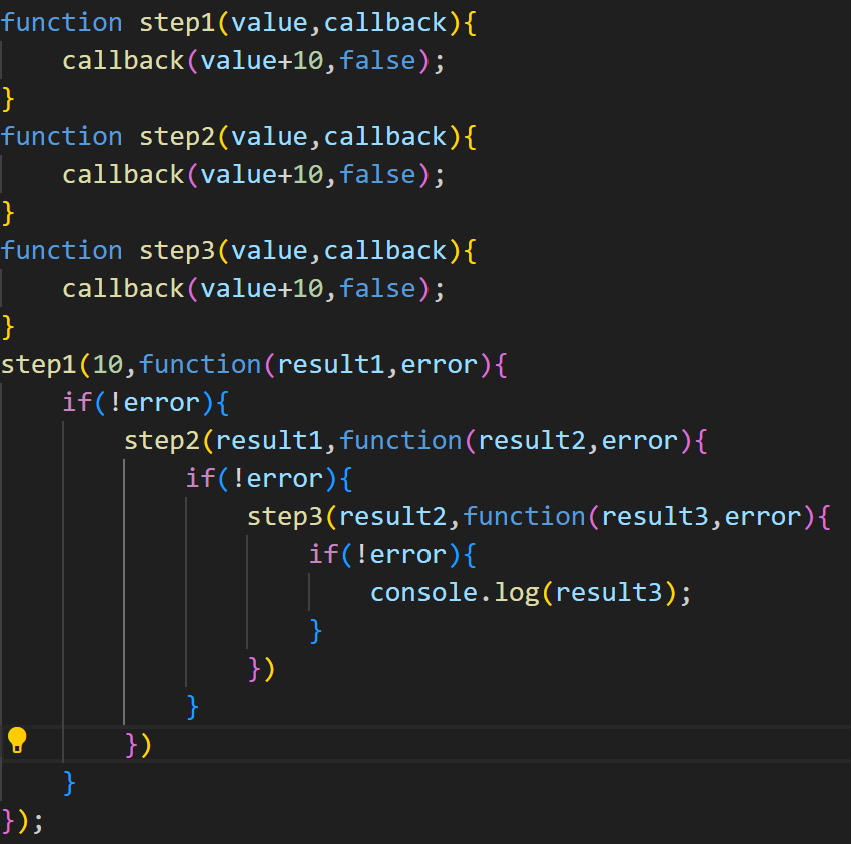 function step1(value,callback){
    callback(value+10,false);
}
function step2(value,callback){
    callback(value+10,false);
}
function step3(value,callback){
    callback(value+10,false);
}
step1(10,function(result1,error){
    if(!error){
        step2(result1,function(result2,error){
            if(!error){
                step3(result2,function(result3,error){
                    if(!error){
                        console.log(result3);
                    }
                })
            }
        })
    }
});